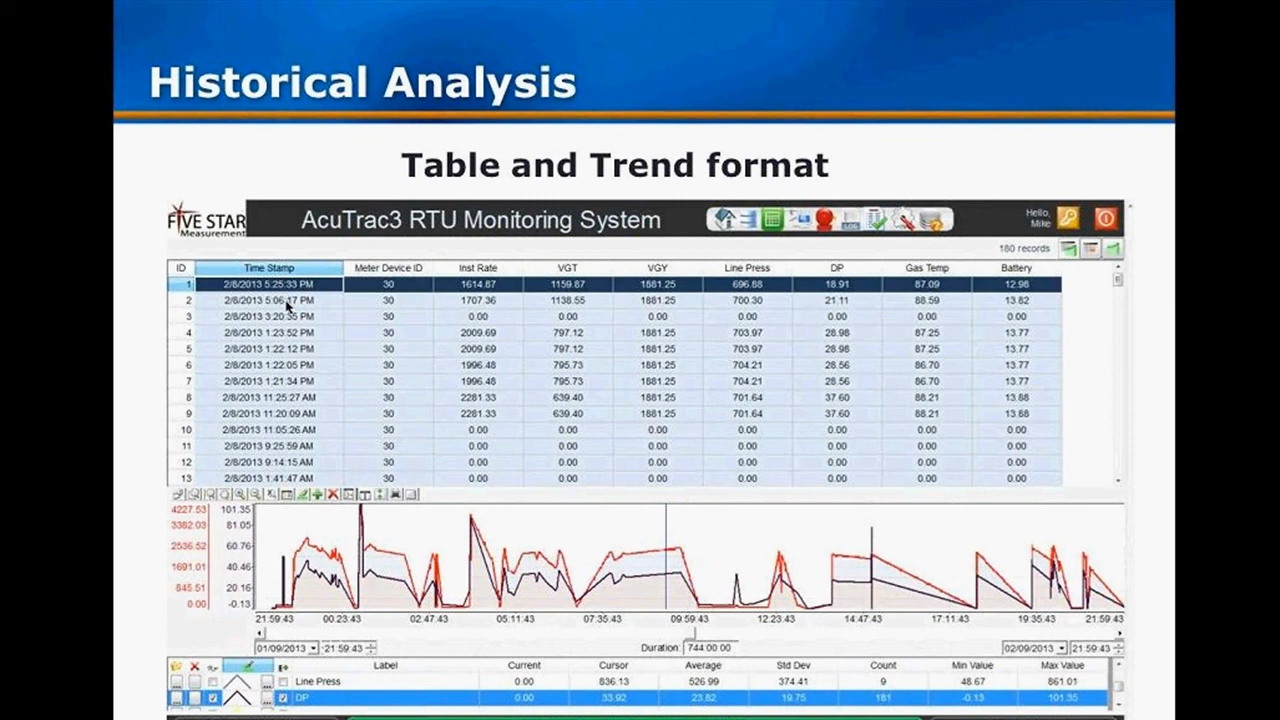 Historical Analysis
Table and Trend format
FIVE STAR Measurement AcuTrac3 RTU Monitoring System Hello, Mike
180 records
ID Time Stamp Meter Device ID Inst Rate VGT VGY Line Press DP Gas Temp Battery
1 2/8/2013 5:25:33 PM 30 1614.87 1159.87 1881.25 696.88 18.91 87.09 12.98
2 2/8/2013 5:06:17 PM 30 1707.36 1138.55 1881.25 700.30 21.11 88.59 13.82
3 2/8/2013 3:20:35 PM 30 0.00 0.00 0.00 0.00 0.00 0.00 0.00
4 2/8/2013 1:23:52 PM 30 2009.69 797.12 1881.25 703.97 28.98 87.25 13.77
5 2/8/2013 1:22:12 PM 30 2009.69 797.12 1881.25 703.97 28.98 87.25 13.77
6 2/8/2013 1:22:05 PM 30 1996.48 795.73 1881.25 704.21 28.56 86.70 13.77
7 2/8/2013 1:21:34 PM 30 1996.48 795.73 1881.25 704.21 28.56 86.70 13.77
8 2/8/2013 11:25:27 AM 30 2281.33 639.40 1881.25 701.64 37.60 88.21 13.88
9 2/8/2013 11:20:09 AM 30 2281.33 639.40 1881.25 701.64 37.60 88.21 13.88
10 2/8/2013 11:05:26 AM 30 0.00 0.00 0.00 0.00 0.00 0.00 0.00
11 2/8/2013 9:25:59 AM 30 0.00 0.00 0.00 0.00 0.00 0.00 0.00
12 2/8/2013 9:14:15 AM 30 0.00 0.00 0.00 0.00 0.00 0.00 0.00
13 2/8/2013 1:41:47 AM 30 0.00 0.00 0.00 0.00 0.00 0.00 0.00
4227.53 101.35
3382.03 81.05
2536.52 60.76
1691.01 40.46
845.51 20.16
0.00 -0.13
21:59:43 00:23:43 02:47:43 05:11:43 07:35:43 09:59:43 12:23:43 14:47:43 17:11:43 19:35:43 21:59:43
01/09/2013 21:59:43 Duration: 744:00:00 02/09/2013 21:59:43
Label Current Cursor Average Std Dev Count Min Value Max Value
Line Press 0.00 836.13 526.99 374.41 9 48.67 861.01
DP 0.00 33.92 23.82 19.75 181 -0.13 101.35